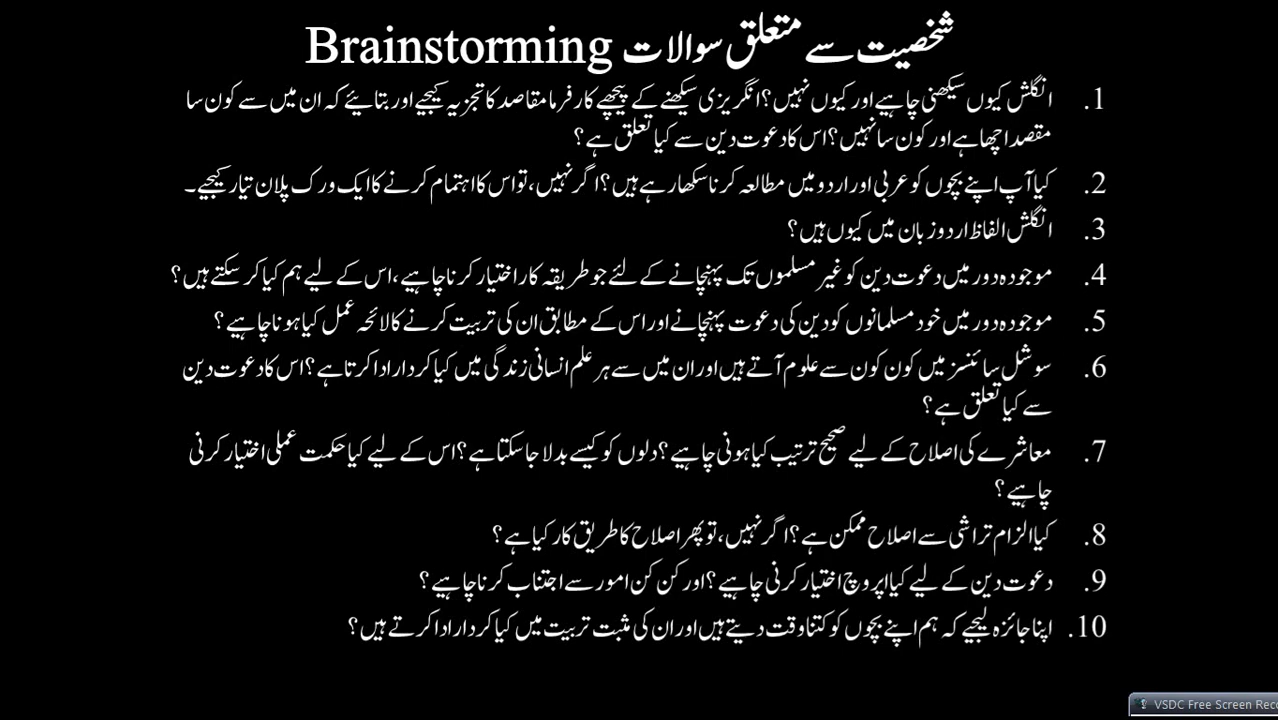 شخصیت سے متعلق سوالات Brainstorming
1. انگلش کیوں سیکھنی چاہیے اور کیوں نہیں؟ انگریزی سیکھنے کے پیچھے کارفرما مقاصد کا تجزیہ کیجیے اور بتائیے کہ ان میں سے کون سا
مقصد اچھا ہے اور کون سا نہیں؟ اس کا دعوت دین سے کیا تعلق ہے؟
2. کیا آپ اپنے بچوں کو عربی اور اردو میں مطالعہ کرنا سکھا رہے ہیں؟ اگر نہیں، تو اس کا اہتمام کرنے کا ایک ورک پلان تیار کیجیے۔
3. انگلش الفاظ اردو زبان میں کیوں ہیں؟
4. موجودہ دور میں دعوت دین کو غیر مسلموں تک پہنچانے کے لئے جو طریقہ کار اختیار کرنا چاہیے، اس کے لیے ہم کیا کر سکتے ہیں؟
5. موجودہ دور میں خود مسلمانوں کو دین کی دعوت پہنچانے اور اس کے مطابق ان کی تربیت کرنے کا لائحہ عمل کیا ہونا چاہیے؟
6. سوشل سائنسز میں کون کون سے علوم آتے ہیں اور ان میں سے ہر علم انسانی زندگی میں کیا کردار ادا کرتا ہے؟ اس کا دعوت دین
سے کیا تعلق ہے؟
7. معاشرے کی اصلاح کے لیے صحیح ترتیب کیا ہونی چاہیے؟ دلوں کو کیسے بدلا جا سکتا ہے؟ اس کے لیے کیا حکمت عملی اختیار کرنی
چاہیے؟
8. کیا الزام تراشی سے اصلاح ممکن ہے؟ اگر نہیں، تو پھر اصلاح کا طریق کار کیا ہے؟
9. دعوت دین کے لیے کیا اپروچ اختیار کرنی چاہیے؟ اور کن کن امور سے اجتناب کرنا چاہیے؟
10. اپنا جائزہ لیجیے کہ ہم اپنے بچوں کو کتنا وقت دیتے ہیں اور ان کی مثبت تربیت میں کیا کردار ادا کرتے ہیں؟
VSDC Free Screen Rec